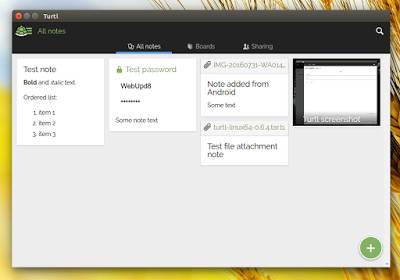 Turtl
All notes
All notes
Boards
Sharing
Test note
Bold and italic text.
Ordered list:
1. item 1
2. item 2
3. item 3
Test password
WebUpd8
••••••••
Some note text
IMG-20160731-WA014
Note added from
Android
Some text
turtl-linux64-0.6.4.tar.b
Test file attachment
note
Turtl screenshot